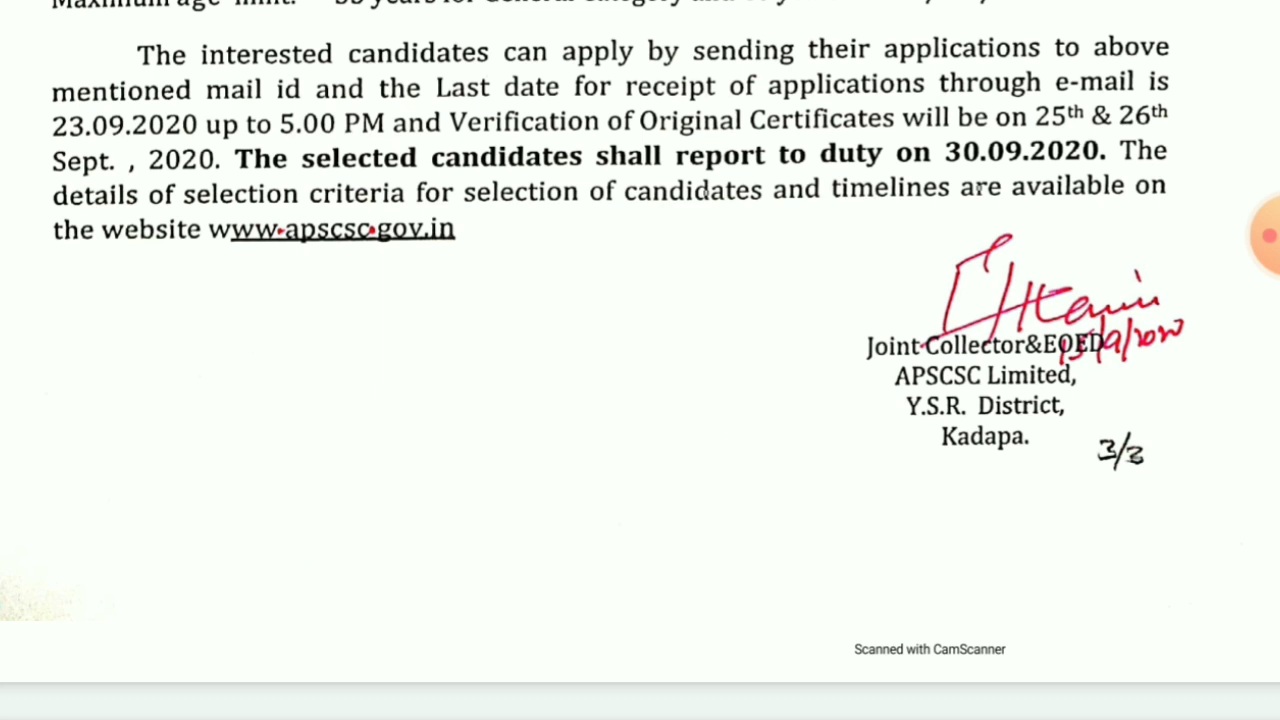 The interested candidates can apply by sending their applications to above
mentioned mail id and the Last date for receipt of applications through e-mail is
23.09.2020 up to 5.00 PM and Verification of Original Certificates will be on 25th & 26th
Sept. , 2020. The selected candidates shall report to duty on 30.09.2020. The
details of selection criteria for selection of candidates and timelines are available on
the website www.apscsc.gov.in
Joint Collector&EOED
15/9/2020
APSCSC Limited,
Y.S.R. District,
Kadapa.
3/3
Scanned with CamScanner